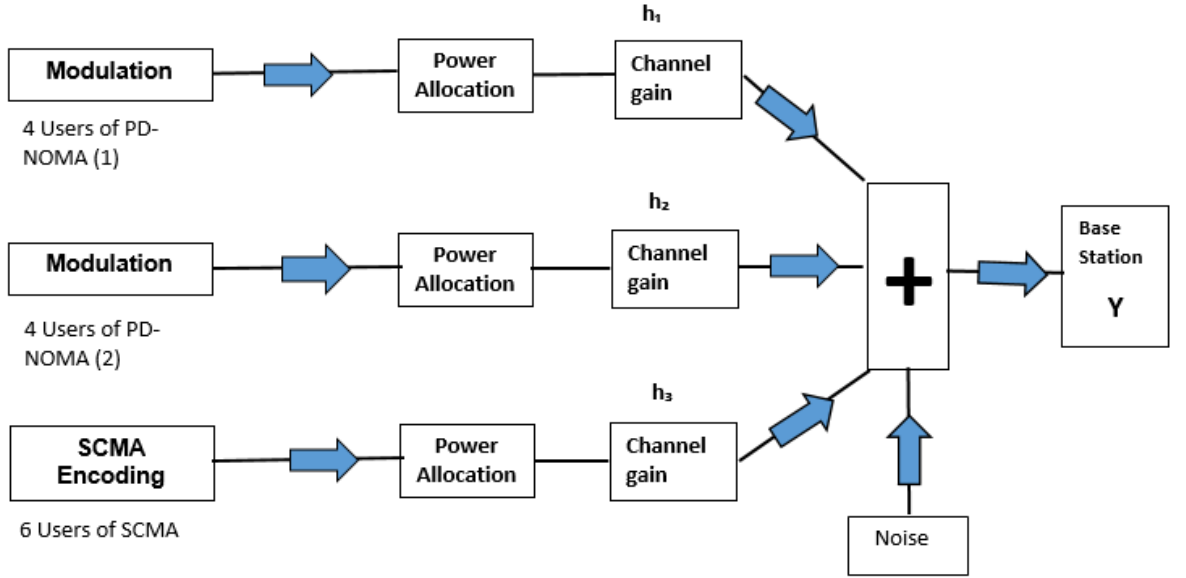 h₁
Modulation
Power
Allocation
Channel
gain
4 Users of PD-
NOMA (1)
h₂
Modulation
Power
Allocation
Channel
gain
+
Base
Station
Y
4 Users of PD-
NOMA (2)
h₃
SCMA
Encoding
Power
Allocation
Channel
gain
6 Users of SCMA
Noise